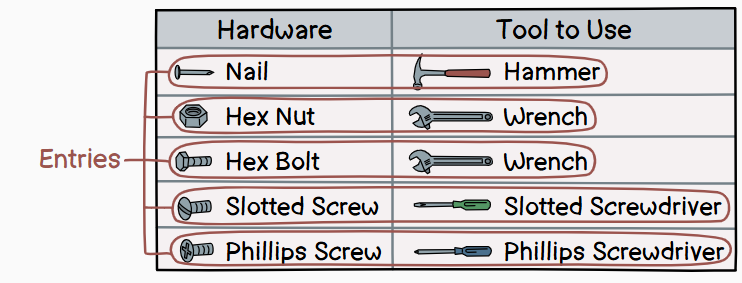 Hardware Tool to Use
Nail Hammer
Hex Nut Wrench
Entries
Hex Bolt Wrench
Slotted Screw Slotted Screwdriver
Phillips Screw Phillips Screwdriver